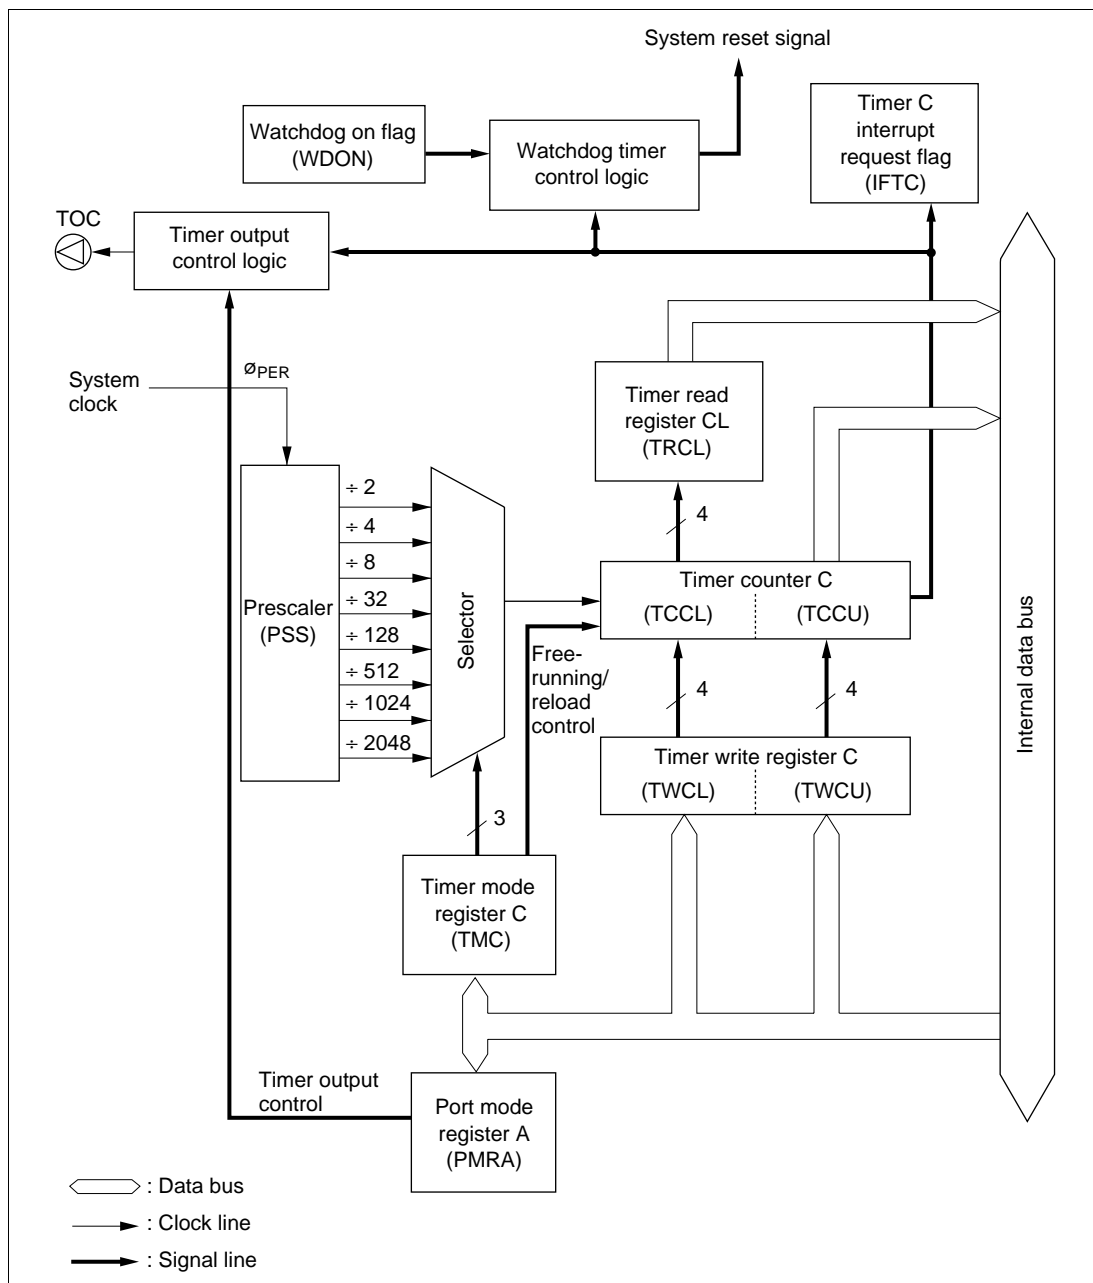 System reset signal
Watchdog on flag
(WDON)
Watchdog timer
control logic
Timer C
interrupt
request flag
(IFTC)
TOC
Timer output
control logic
System
clock
øPER
Timer read
register CL
(TRCL)
4
Prescaler
(PSS)
÷ 2
÷ 4
÷ 8
÷ 32
÷ 128
÷ 512
÷ 1024
÷ 2048
Selector
Timer counter C
(TCCL)
(TCCU)
Free-
running/
reload
control
4
4
Timer write register C
(TWCL)
(TWCU)
3
Timer mode
register C
(TMC)
Internal data bus
Timer output
control
Port mode
register A
(PMRA)
: Data bus
: Clock line
: Signal line